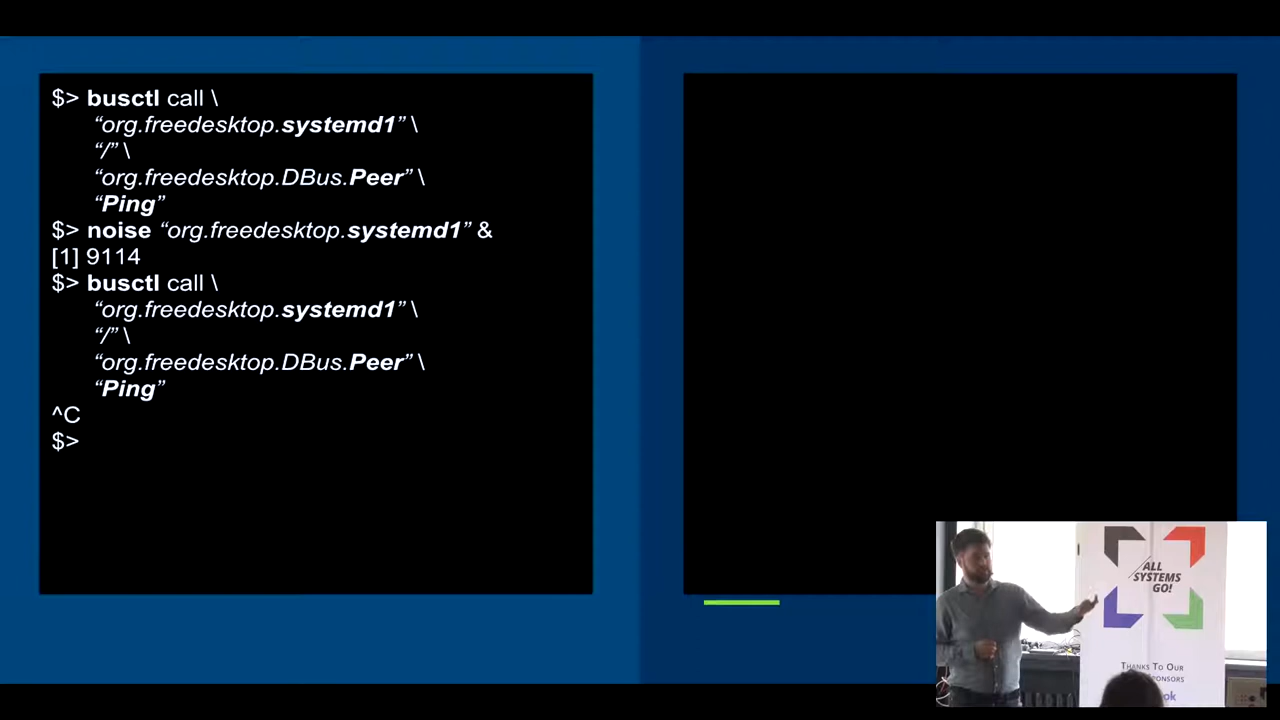 $> busctl call \
“org.freedesktop.systemd1” \
“/” \
“org.freedesktop.DBus.Peer” \
“Ping”
$> noise “org.freedesktop.systemd1” &
[1] 9114
$> busctl call \
“org.freedesktop.systemd1” \
“/” \
“org.freedesktop.DBus.Peer” \
“Ping”
^C
$>
ALL
SYSTEMS
GO!
THANKS TO OUR